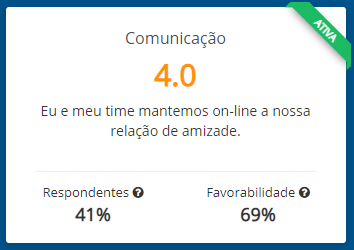 ATIVA
Comunicação
4.0
Eu e meu time mantemos on-line a nossa
relação de amizade.
Respondentes ?
Favorabilidade ?
41%
69%